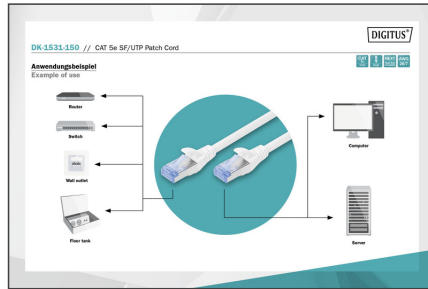 DIGITUS®
DK-1531-150 // CAT 5e SF/UTP Patch Cord
Anwendungsbeispiel
Example of use
Router
Switch
Wall outlet
Floor tank
Computer
Server